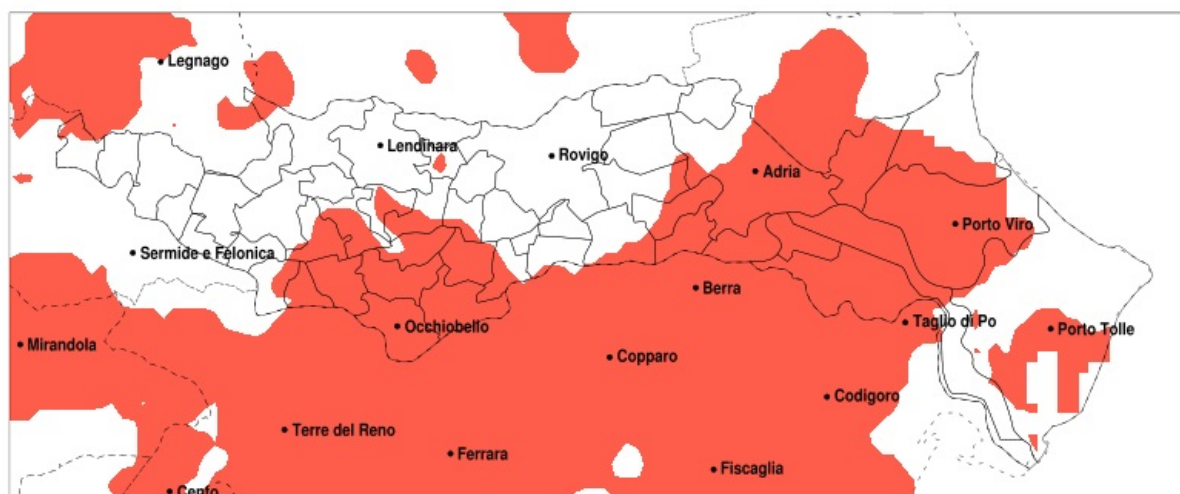 Legnago
Lendinara
Rovigo
Adria
Porto Viro
Sermide e Felonica
Berra
Occhiobello
Taglio di Po
Porto Tolle
Mirandola
Copparo
Codigoro
Terre del Reno
Ferrara
Fiscaglia
Cento